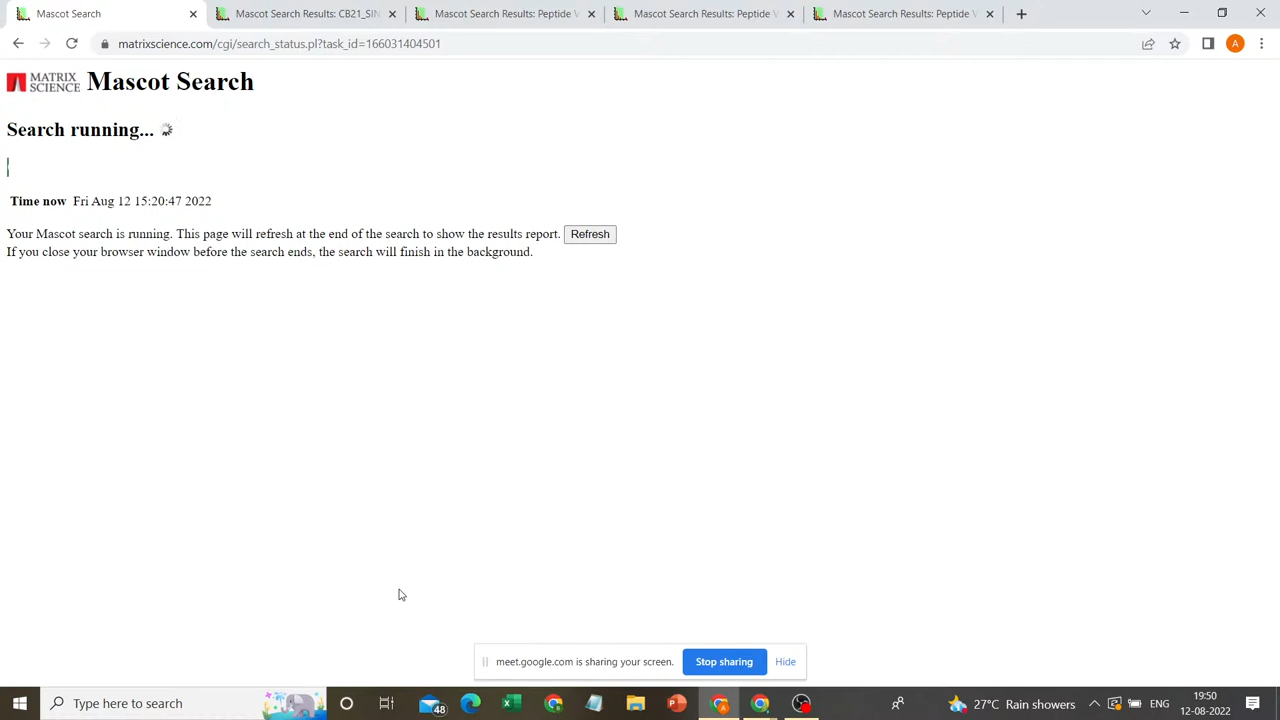 Mascot Search
Mascot Search Results: CB21_SIN
Mascot Search Results: Peptide V
Mascot Search Results: Peptide V
Mascot Search Results: Peptide V
matrixscience.com/cgi/search_status.pl?task_id=166031404501
A
MATRIX
SCIENCE
Mascot Search
Search running...
Time now Fri Aug 12 15:20:47 2022
Your Mascot search is running. This page will refresh at the end of the search to show the results report. Refresh
If you close your browser window before the search ends, the search will finish in the background.
meet.google.com is sharing your screen. Stop sharing Hide
Type here to search
48
27°C Rain showers
ENG
19:50
12-08-2022